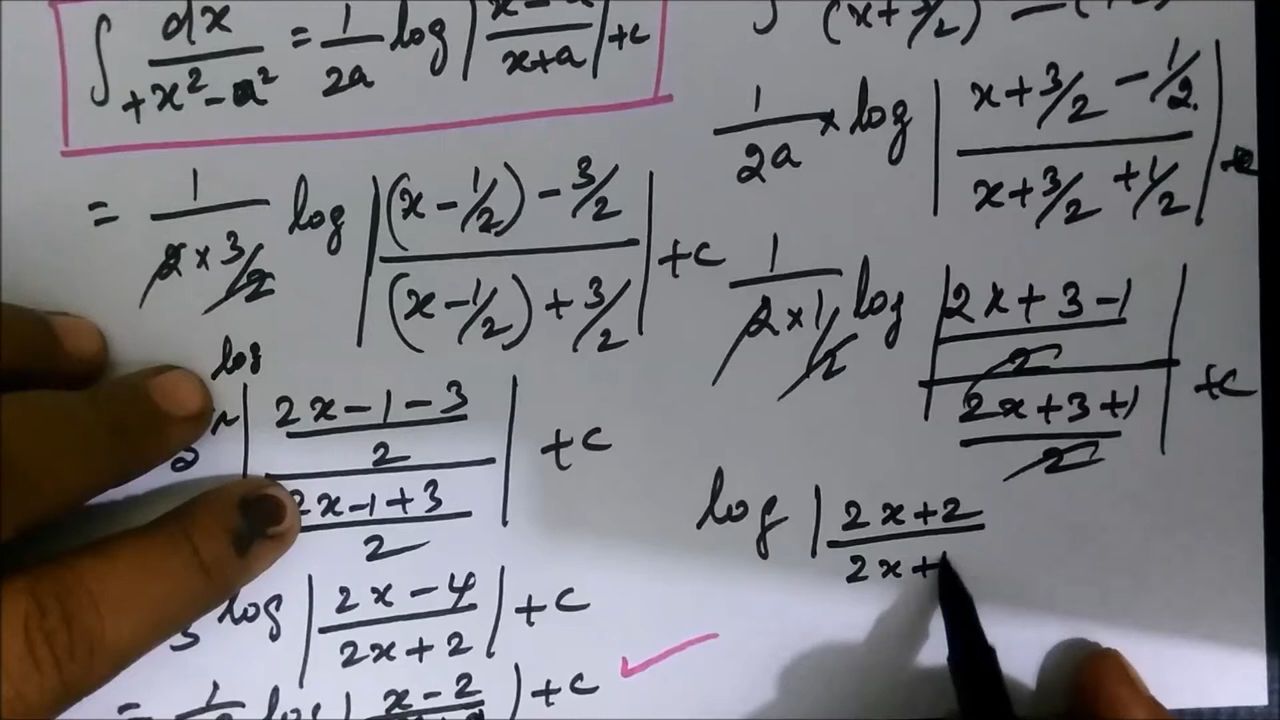 ∫ dx/(+x²-a²) = 1/2a log | x-a / x+a | +c
= 1/(2×3/2) log | (x-1/2)-3/2 / (x-1/2)+3/2 | +c
log | (2x-1-3)/2 / (2x-1+3)/2 | +c
3 log | 2x-4 / 2x+2 | +c
= log | x-2 | +c
∫ (x+3/2)
1/2a × log | x+3/2-1/2 / x+3/2+1/2 | +c
1/(2×1/2) log | (2x+3-1)/2 / (2x+3+1)/2 | +c
log | 2x+2 / 2x+